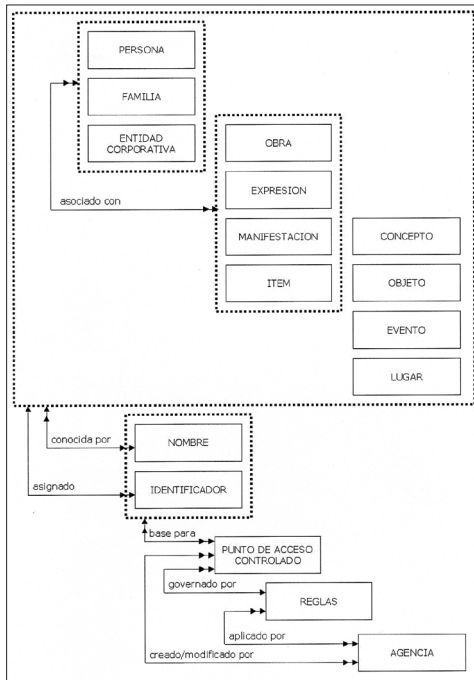 PERSONA
FAMILIA
ENTIDAD
CORPORATIVA
asociado con
OBRA
EXPRESION
MANIFESTACION
ITEM
CONCEPTO
OBJETO
EVENTO
LUGAR
conocida por
NOMBRE
asignado
IDENTIFICADOR
base para
PUNTO DE ACCESO
CONTROLADO
governado por
REGLAS
aplicado por
creado/modificado por
AGENCIA